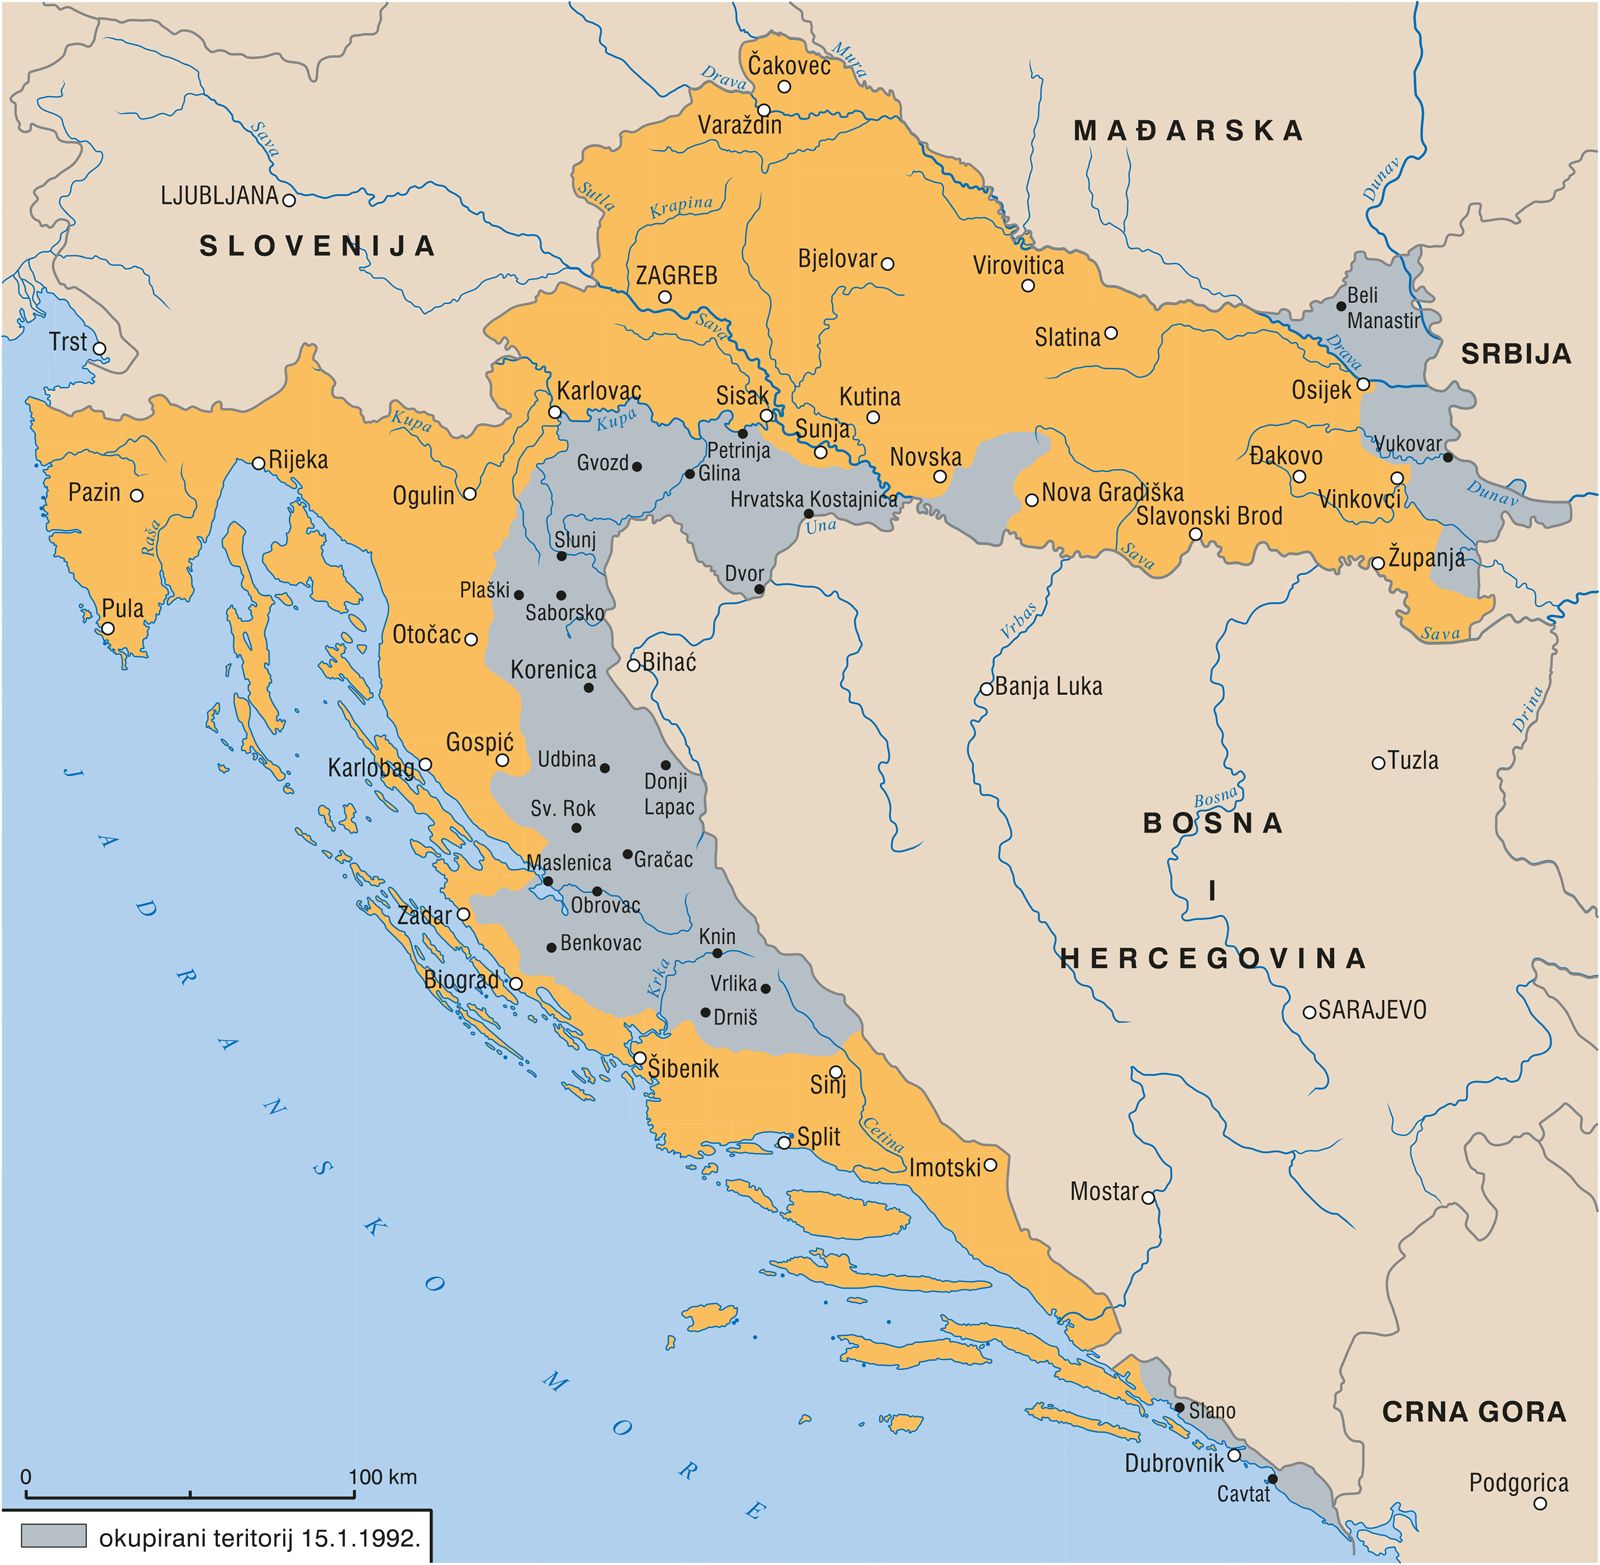 Čakovec
Mura
Drava
Varaždin
MAĐARSKA
Sava
Dunav
LJUBLJANA
Sutla
Krapina
SLOVENIJA
Bjelovar
Virovitica
ZAGREB
Beli
Manastir
Sava
Slatina
Trst
Drava
SRBIJA
Karlovac
Sisak
Kutina
Osijek
Kupa
Kupa
Sunja
Petrinja
Vukovar
Rijeka
Gvozd
Glina
Novska
Đakovo
Pazin
Ogulin
Hrvatska Kostajnica
Nova Gradiška
Vinkovci
Dunav
Una
Slavonski Brod
Raša
Slunj
Sava
Županja
Dvor
Plaški
Saborsko
Pula
Otočac
Vrbas
Sava
Bihać
Korenica
Banja Luka
Drina
Gospić
Udbina
Karlobag
Donji
Lapac
Tuzla
Bosna
Sv. Rok
BOSNA
I
HERCEGOVINA
Maslenica
Gračac
Obrovac
Zadar
Benkovac
Knin
Biograd
Krka
Vrlika
Drniš
SARAJEVO
Šibenik
Sinj
Split
Cetina
Imotski
Mostar
JADRANSKO MORE
Slano
CRNA GORA
Dubrovnik
Cavtat
Podgorica
0 100 km
okupirani teritorij 15.1.1992.